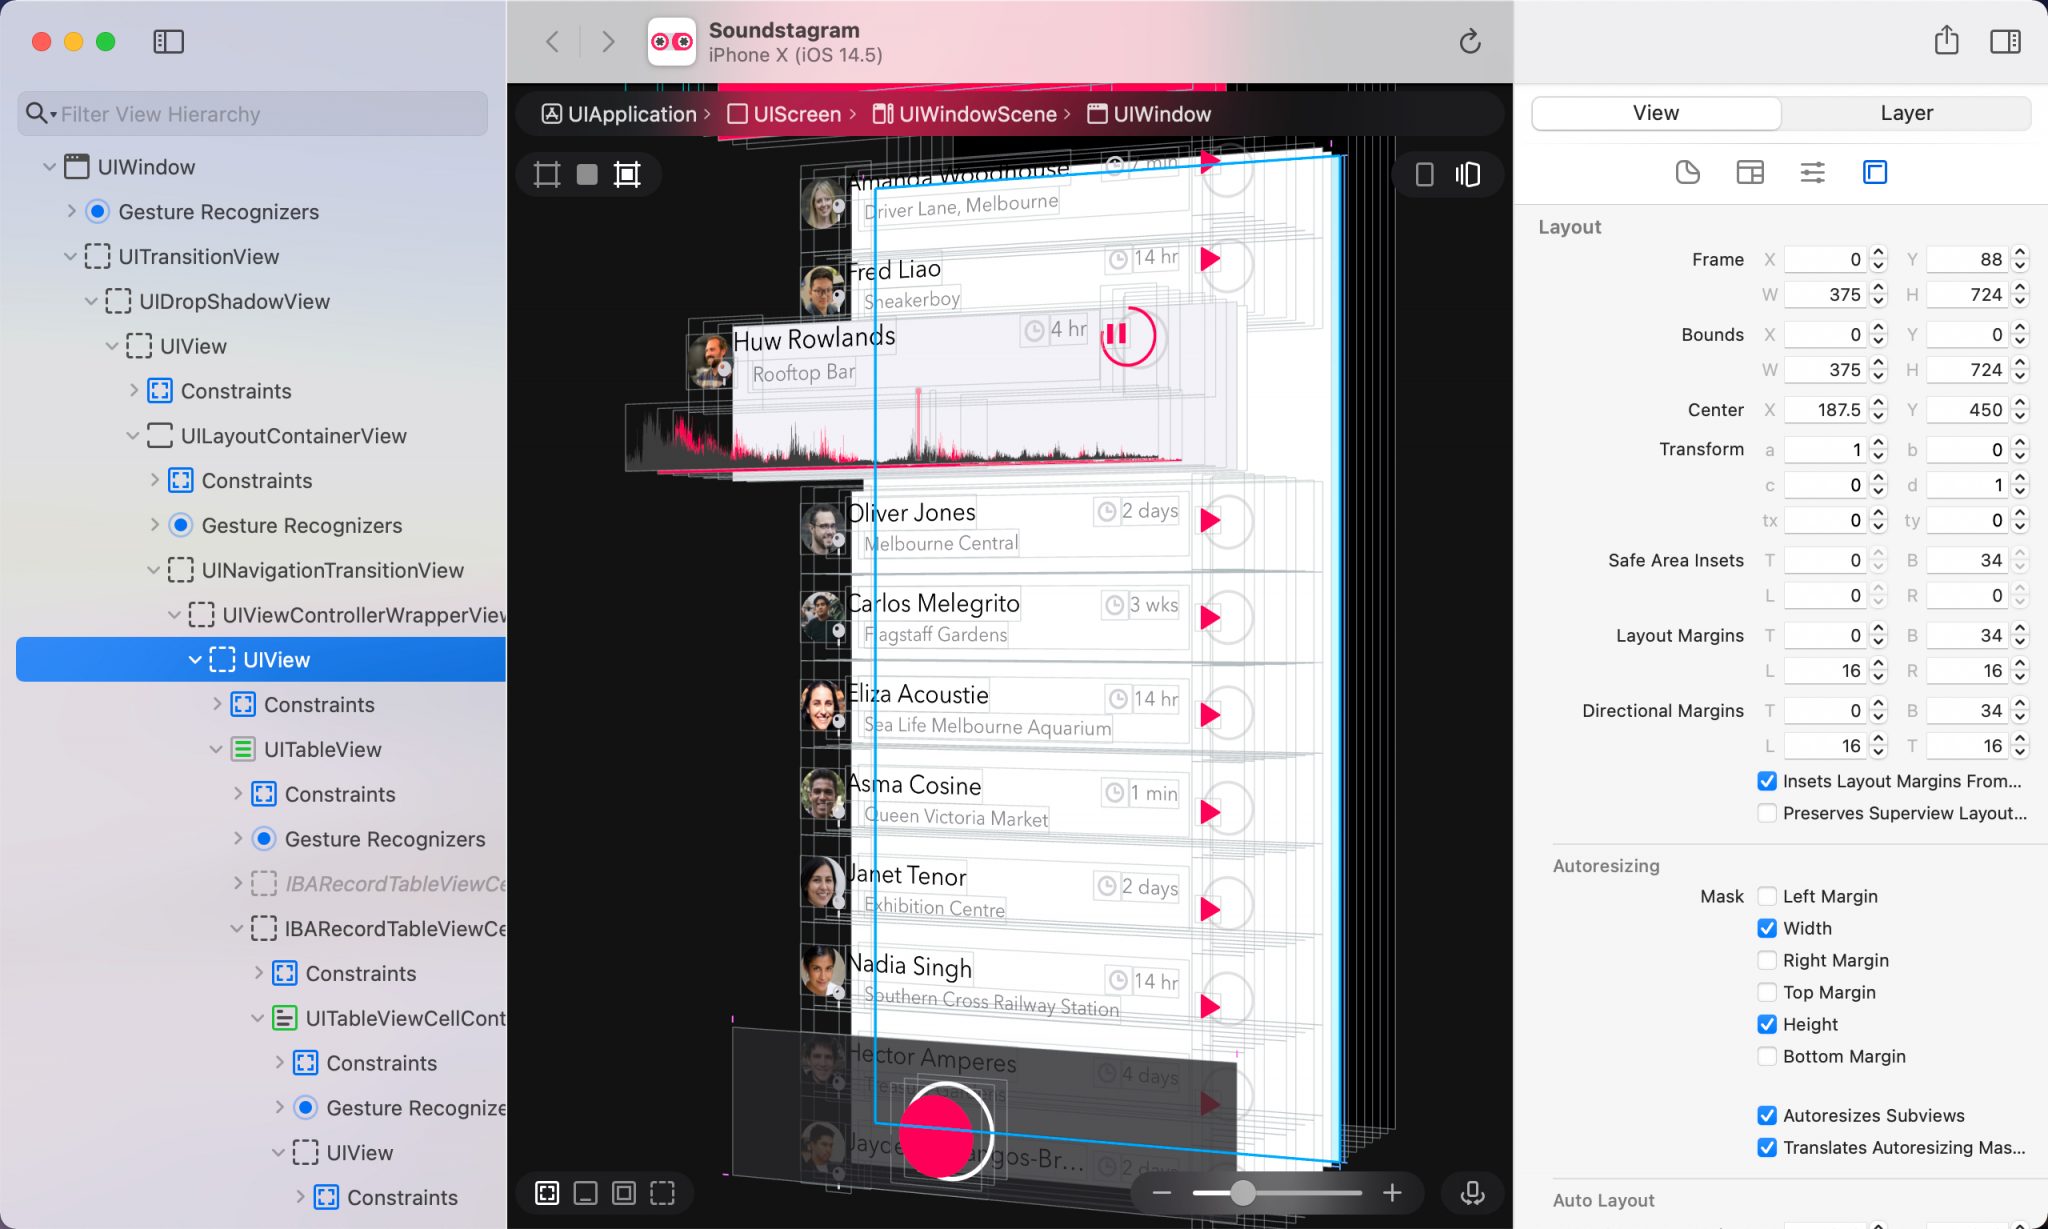 Soundstagram
iPhone X (iOS 14.5)
Filter View Hierarchy
UIWindow
Gesture Recognizers
UITransitionView
UIDropShadowView
UIView
Constraints
UILayoutContainerView
Constraints
Gesture Recognizers
UINavigationTransitionView
UIViewControllerWrapperView
UIView
Constraints
UITableView
Constraints
Gesture Recognizers
IBARecordTableViewCe
IBARecordTableViewCe
Constraints
UITableViewCellCont
Constraints
Gesture Recognize
UIView
Constraints
UIApplication › UIScreen › UIWindowScene › UIWindow
Amanda Woodhouse 7 min
Driver Lane, Melbourne
Fred Liao 14 hr
Sneakerboy
Huw Rowlands 4 hr
Rooftop Bar
Oliver Jones 2 days
Melbourne Central
Carlos Melegrito 3 wks
Flagstaff Gardens
Eliza Acoustie 14 hr
Sea Life Melbourne Aquarium
Asma Cosine 1 min
Queen Victoria Market
Janet Tenor 2 days
Exhibition Centre
Nadia Singh 14 hr
Southern Cross Railway Station
Hector Amperes 4 days
View Layer
Layout
Frame X 0 Y 88
W 375 H 724
Bounds X 0 Y 0
W 375 H 724
Center X 187.5 Y 450
Transform a 1 b 0
c 0 d 1
tx 0 ty 0
Safe Area Insets T 0 B 34
L 0 R 0
Layout Margins T 0 B 34
L 16 R 16
Directional Margins T 0 B 34
L 16 T 16
Insets Layout Margins From...
Preserves Superview Layout...
Autoresizing
Mask Left Margin
Width
Right Margin
Top Margin
Height
Bottom Margin
Autoresizes Subviews
Translates Autoresizing Mas...
Auto Layout